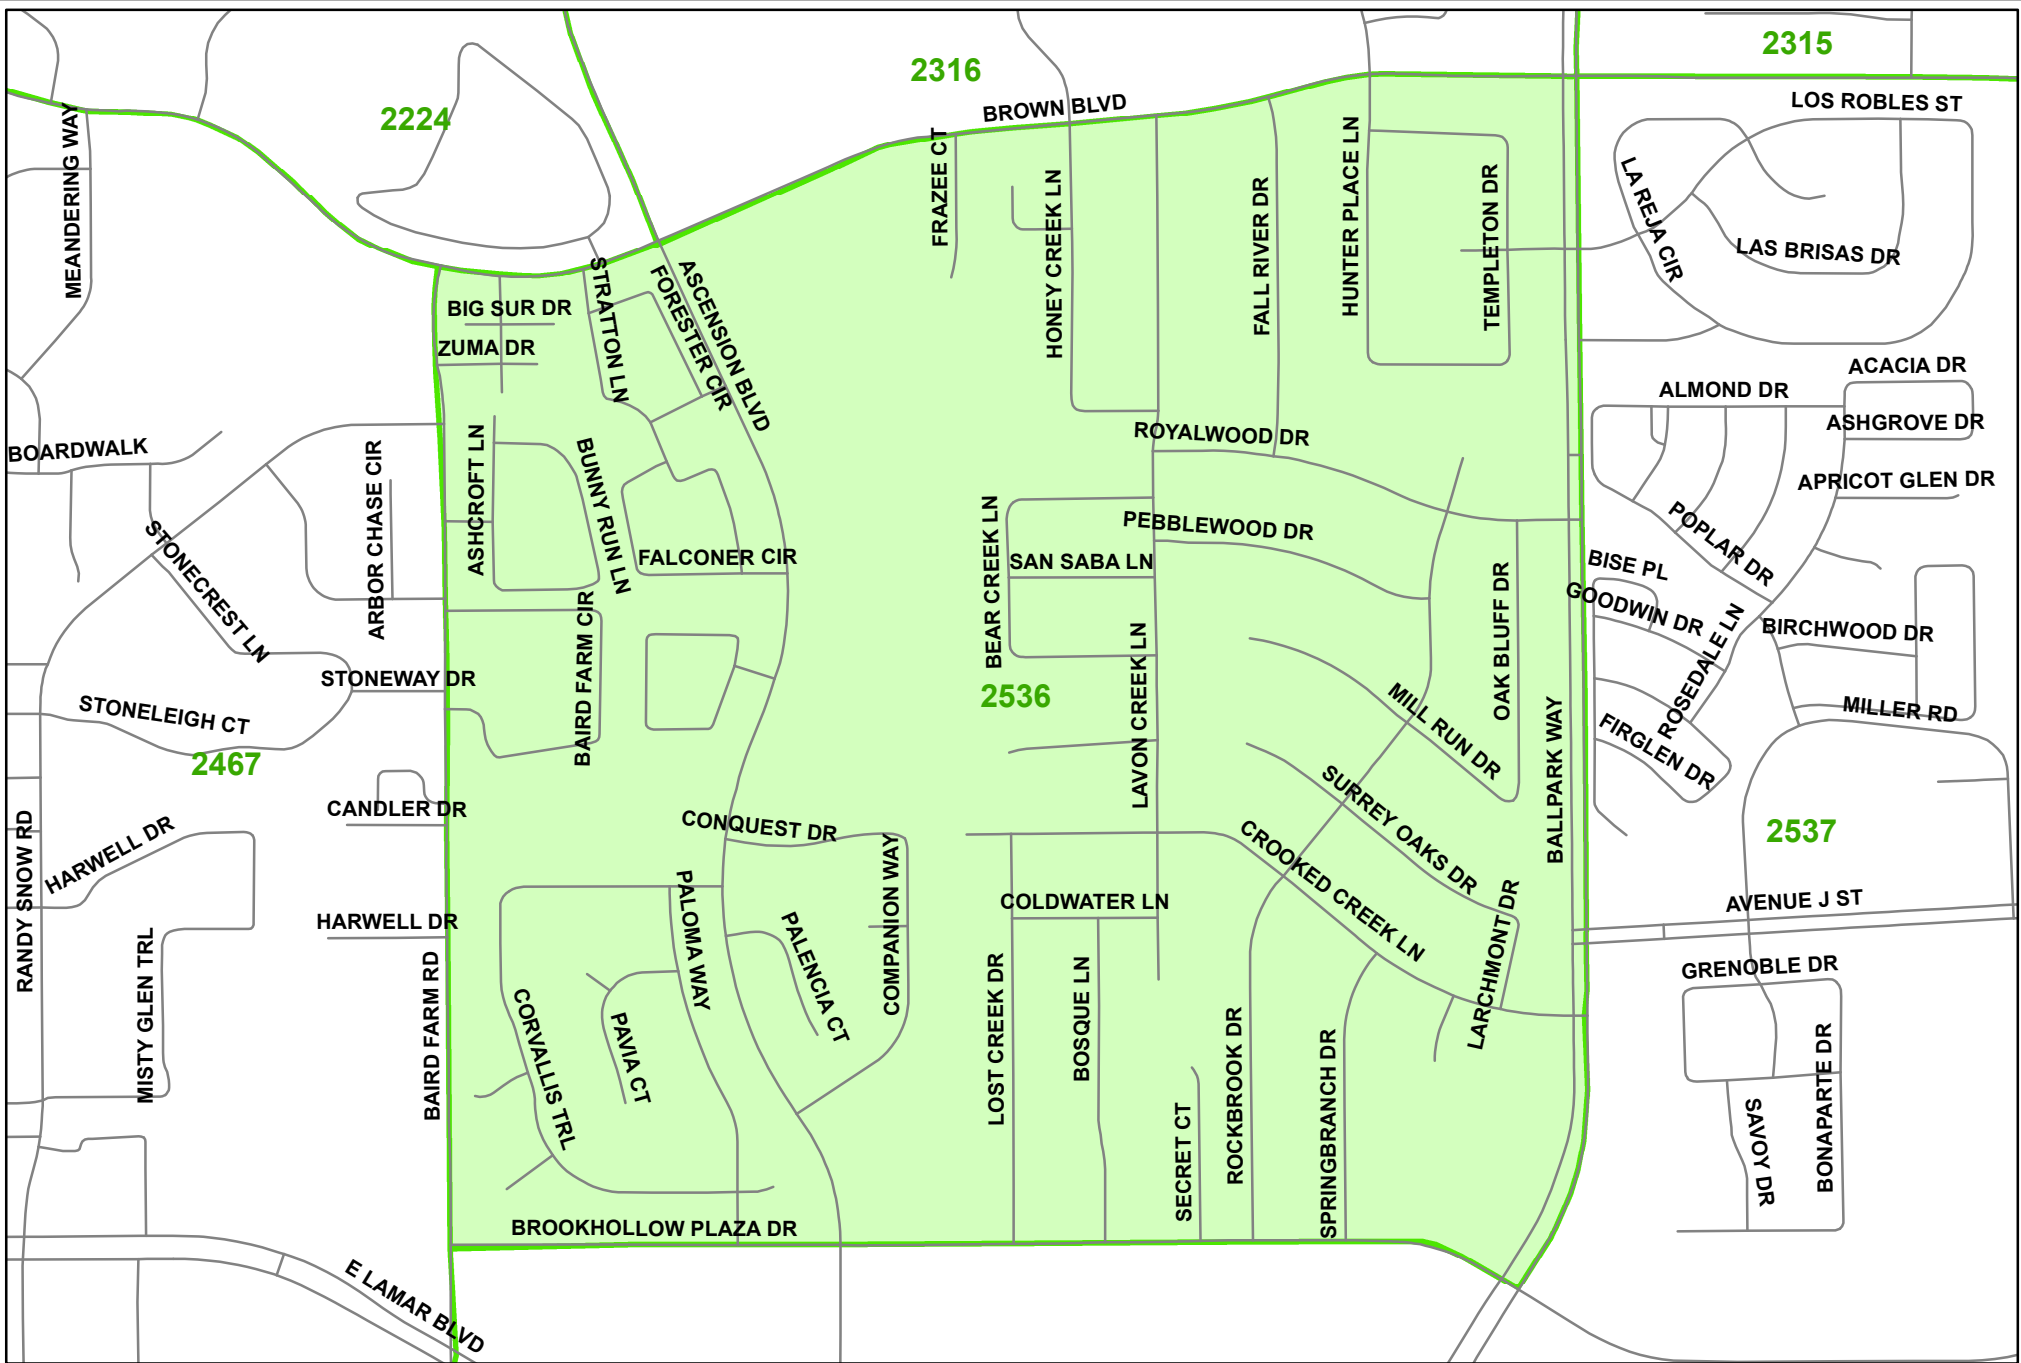 2315
2316
LOS ROBLES ST
BROWN BLVD
2224
MEANDERING WAY
FRAZEE CT
HONEY CREEK LN
FALL RIVER DR
HUNTER PLACE LN
TEMPLETON DR
LA REJA CIR
LAS BRISAS DR
STRATTON LN
FORESTER CIR
ASCENSION BLVD
BIG SUR DR
ZUMA DR
ACACIA DR
ALMOND DR
ASHGROVE DR
BOARDWALK
ARBOR CHASE CIR
ASHCROFT LN
BUNNY RUN LN
ROYALWOOD DR
APRICOT GLEN DR
POPLAR DR
STONECREST LN
FALCONER CIR
BEAR CREEK LN
PEBBLEWOOD DR
SAN SABA LN
OAK BLUFF DR
BISE PL
GOODWIN DR
BIRCHWOOD DR
ROSEDALE LN
BAIRD FARM CIR
STONEWAY DR
2536
LAVON CREEK LN
MILL RUN DR
BALLPARK WAY
MILLER RD
FIRGLEN DR
STONELEIGH CT
2467
CANDLER DR
CONQUEST DR
SURREY OAKS DR
2537
RANDY SNOW RD
HARWELL DR
COMPANION WAY
CROOKED CREEK LN
PALOMA WAY
COLDWATER LN
AVENUE J ST
HARWELL DR
PALENCIA CT
LARCHMONT DR
MISTY GLEN TRL
BAIRD FARM RD
GRENOBLE DR
CORVALLIS TRL
PAVIA CT
LOST CREEK DR
BOSQUE LN
SECRET CT
ROCKBROOK DR
SPRINGBRANCH DR
SAVOY DR
BONAPARTE DR
BROOKHOLLOW PLAZA DR
E LAMAR BLVD